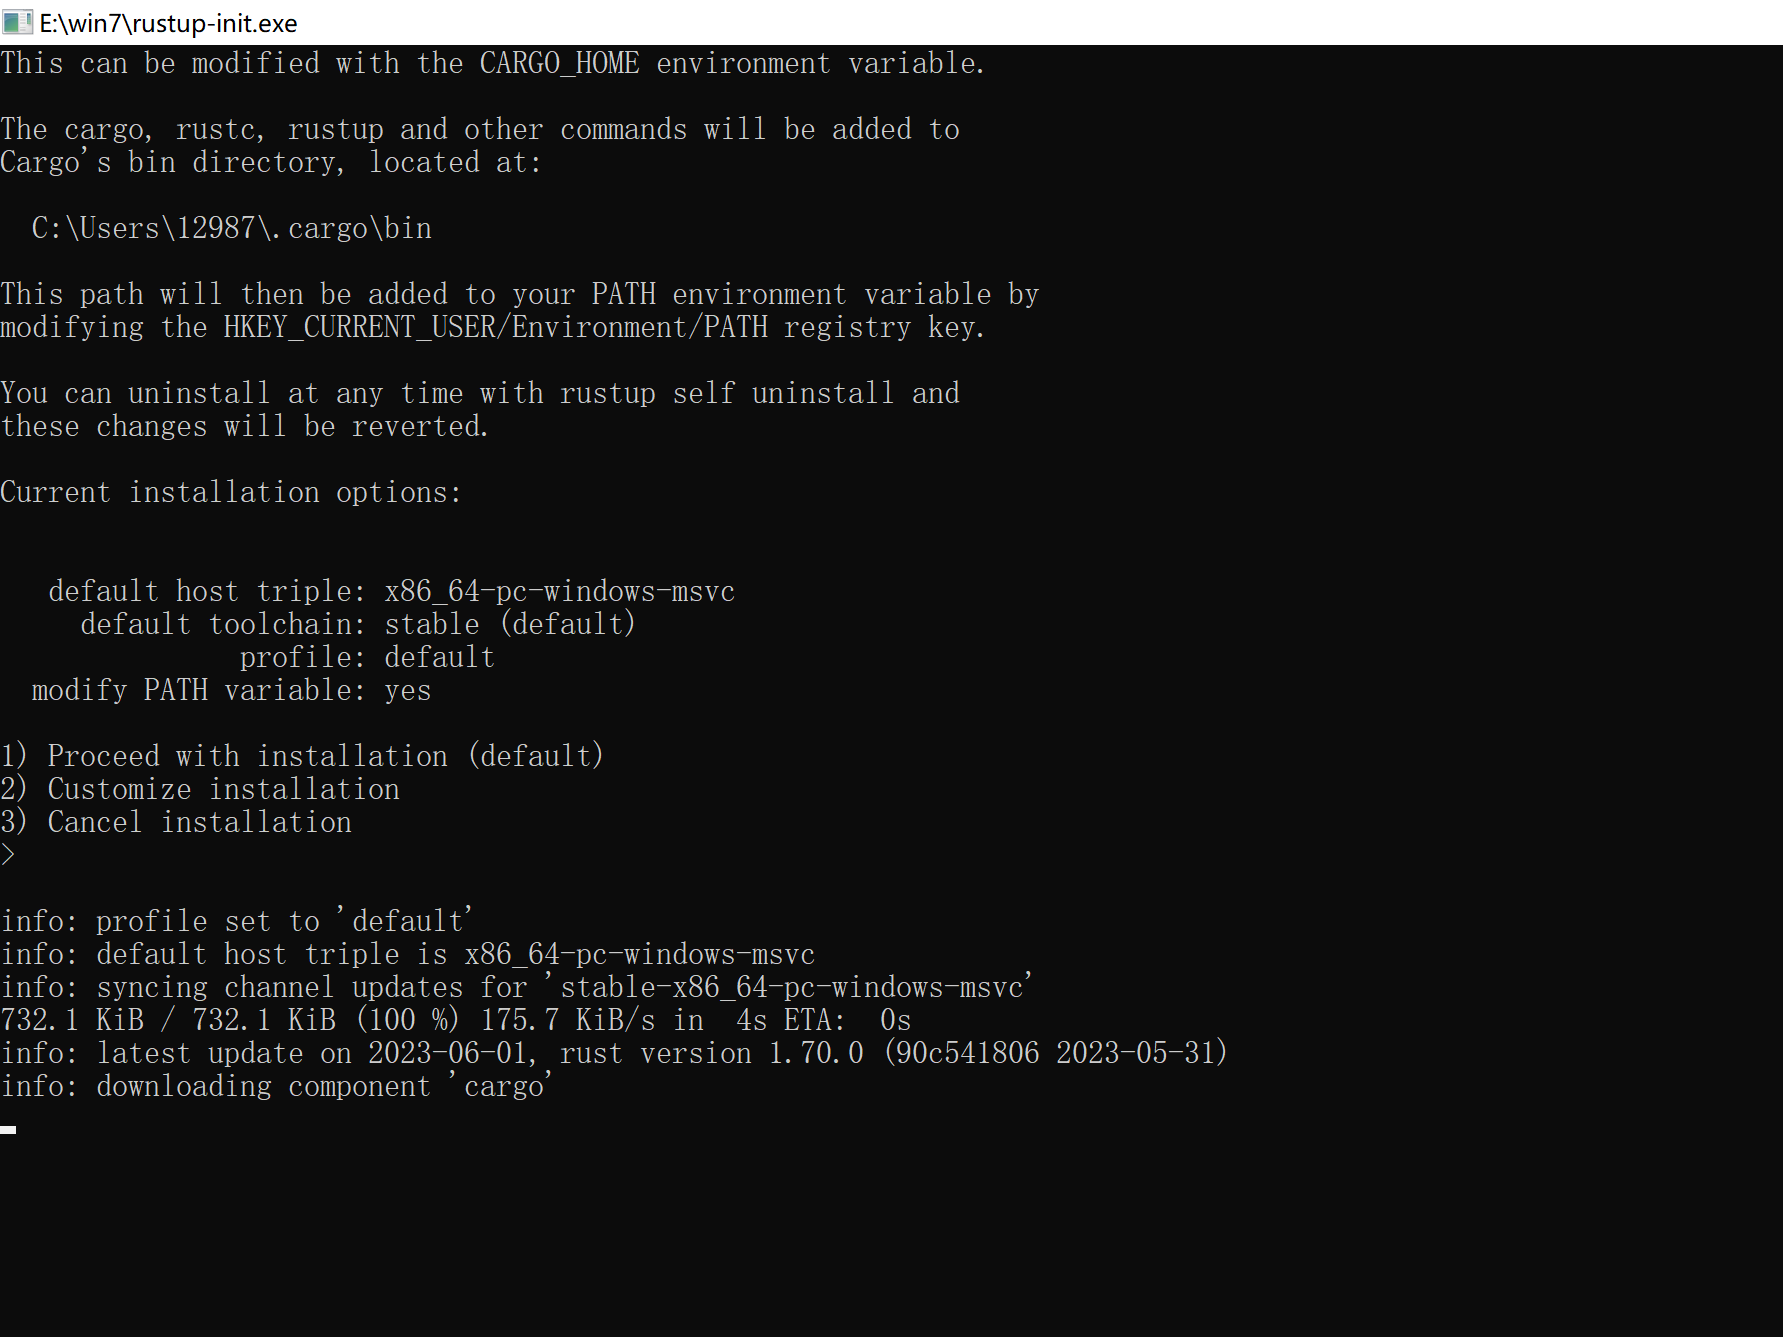 E:\win7\rustup-init.exe
This can be modified with the CARGO_HOME environment variable.
The cargo, rustc, rustup and other commands will be added to
Cargo's bin directory, located at:
C:\Users\12987\.cargo\bin
This path will then be added to your PATH environment variable by
modifying the HKEY_CURRENT_USER/Environment/PATH registry key.
You can uninstall at any time with rustup self uninstall and
these changes will be reverted.
Current installation options:
default host triple: x86_64-pc-windows-msvc
default toolchain: stable (default)
profile: default
modify PATH variable: yes
1) Proceed with installation (default)
2) Customize installation
3) Cancel installation
>
info: profile set to 'default'
info: default host triple is x86_64-pc-windows-msvc
info: syncing channel updates for 'stable-x86_64-pc-windows-msvc'
732.1 KiB / 732.1 KiB (100 %) 175.7 KiB/s in  4s ETA:  0s
info: latest update on 2023-06-01, rust version 1.70.0 (90c541806 2023-05-31)
info: downloading component 'cargo'